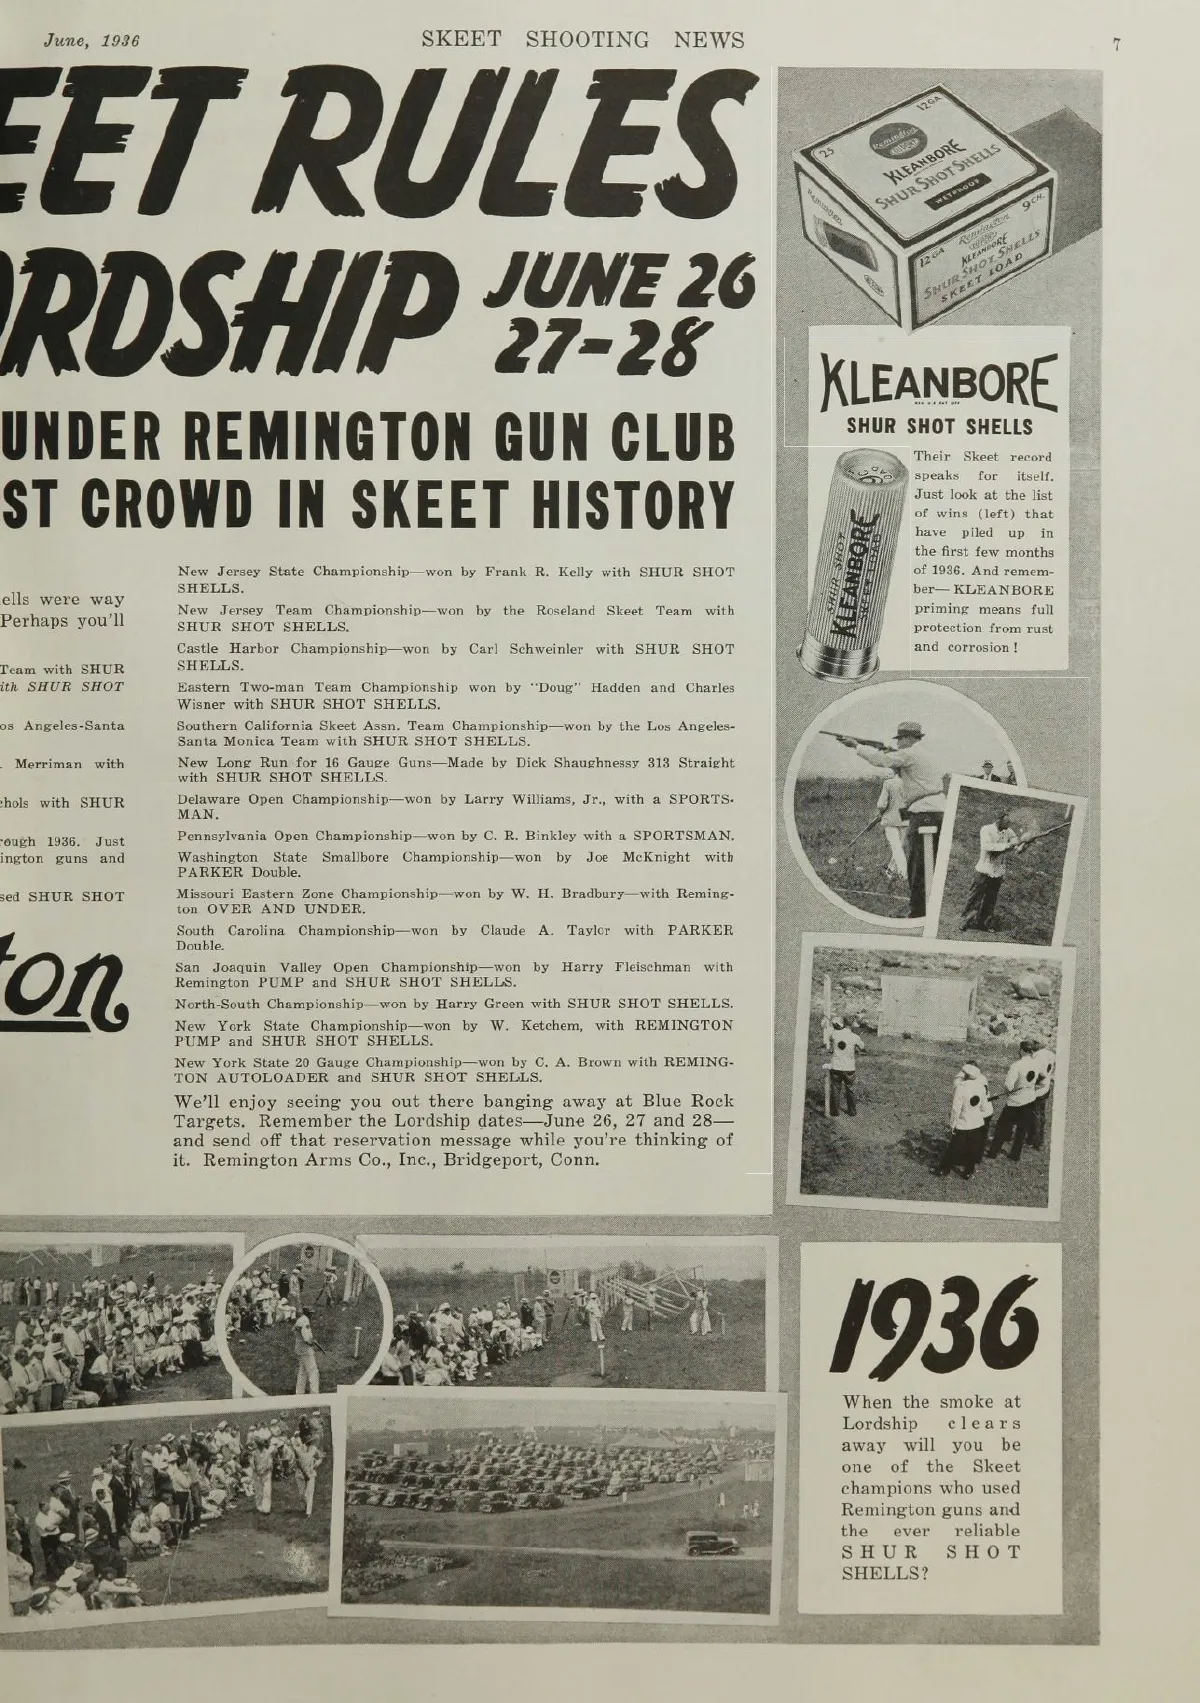 June, 1936
SKEET SHOOTING NEWS
7
EET RULES
ORDSHIP JUNE 26
27-28
UNDER REMINGTON GUN CLUB
ST CROWD IN SKEET HISTORY
ells were way
Perhaps you'll
Team with SHUR
ith SHUR SHOT
os Angeles-Santa
. Merriman with
chols with SHUR
rough 1936. Just
ington guns and
sed SHUR SHOT
ton,
New Jersey State Championship—won by Frank R. Kelly with SHUR SHOT
SHELLS.
New Jersey Team Championship—won by the Roseland Skeet Team with
SHUR SHOT SHELLS.
Castle Harbor Championship—won by Carl Schweinler with SHUR SHOT
SHELLS.
Eastern Two-man Team Championship won by "Doug" Hadden and Charles
Wisner with SHUR SHOT SHELLS.
Southern California Skeet Assn. Team Championship—won by the Los Angeles-
Santa Monica Team with SHUR SHOT SHELLS.
New Long Run for 16 Gauge Guns—Made by Dick Shaughnessy 313 Straight
with SHUR SHOT SHELLS.
Delaware Open Championship—won by Larry Williams, Jr., with a SPORTS-
MAN.
Pennsylvania Open Championship—won by C. R. Binkley with a SPORTSMAN.
Washington State Smallbore Championship—won by Joe McKnight with
PARKER Double.
Missouri Eastern Zone Championship—won by W. H. Bradbury—with Reming-
ton OVER AND UNDER.
South Carolina Championship—won by Claude A. Taylor with PARKER
Double.
San Joaquin Valley Open Championship—won by Harry Fleischman with
Remington PUMP and SHUR SHOT SHELLS.
North-South Championship—won by Harry Green with SHUR SHOT SHELLS.
New York State Championship—won by W. Ketchem, with REMINGTON
PUMP and SHUR SHOT SHELLS.
New York State 20 Gauge Championship—won by C. A. Brown with REMING-
TON AUTOLOADER and SHUR SHOT SHELLS.
We'll enjoy seeing you out there banging away at Blue Rock
Targets. Remember the Lordship dates—June 26, 27 and 28—
and send off that reservation message while you're thinking of
it. Remington Arms Co., Inc., Bridgeport, Conn.
12 GA
25
Remington
KLEANBORE
SHUR SHOT SHELLS
WETPROOF
Remington
12 GA
Remington
9 CH.
KLEANBORE
SHUR SHOT SHELLS
SKEET LOAD
KLEANBORE
REG. U.S. PAT. OFF.
SHUR SHOT SHELLS
SHUR SHOT
KLEANBORE
SKEET LOAD
Their Skeet record
speaks for itself.
Just look at the list
of wins (left) that
have piled up in
the first few months
of 1936. And remem-
ber— KLEANBORE
priming means full
protection from rust
and corrosion!
1936
When the smoke at
Lordship clears
away will you be
one of the Skeet
champions who used
Remington guns and
the ever reliable
SHUR SHOT
SHELLS?